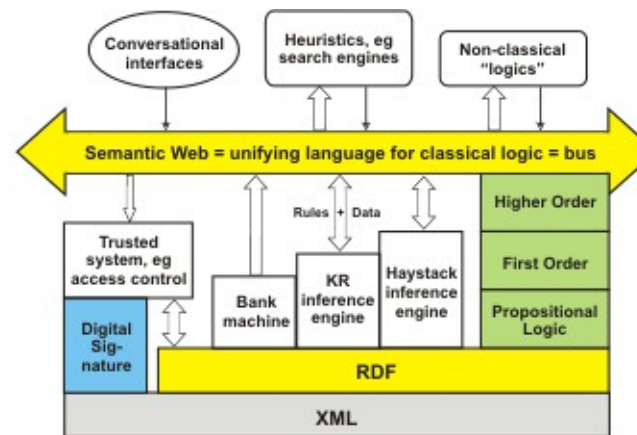 Conversational
interfaces
Heuristics, eg
search engines
Non-classical
“logics”
Semantic Web = unifying language for classical logic = bus
Rules + Data
Trusted
system, eg
access control
Bank
machine
KR
inference
engine
Haystack
inference
engine
Higher Order
First Order
Propositional
Logic
Digital
Sig-
nature
RDF
XML